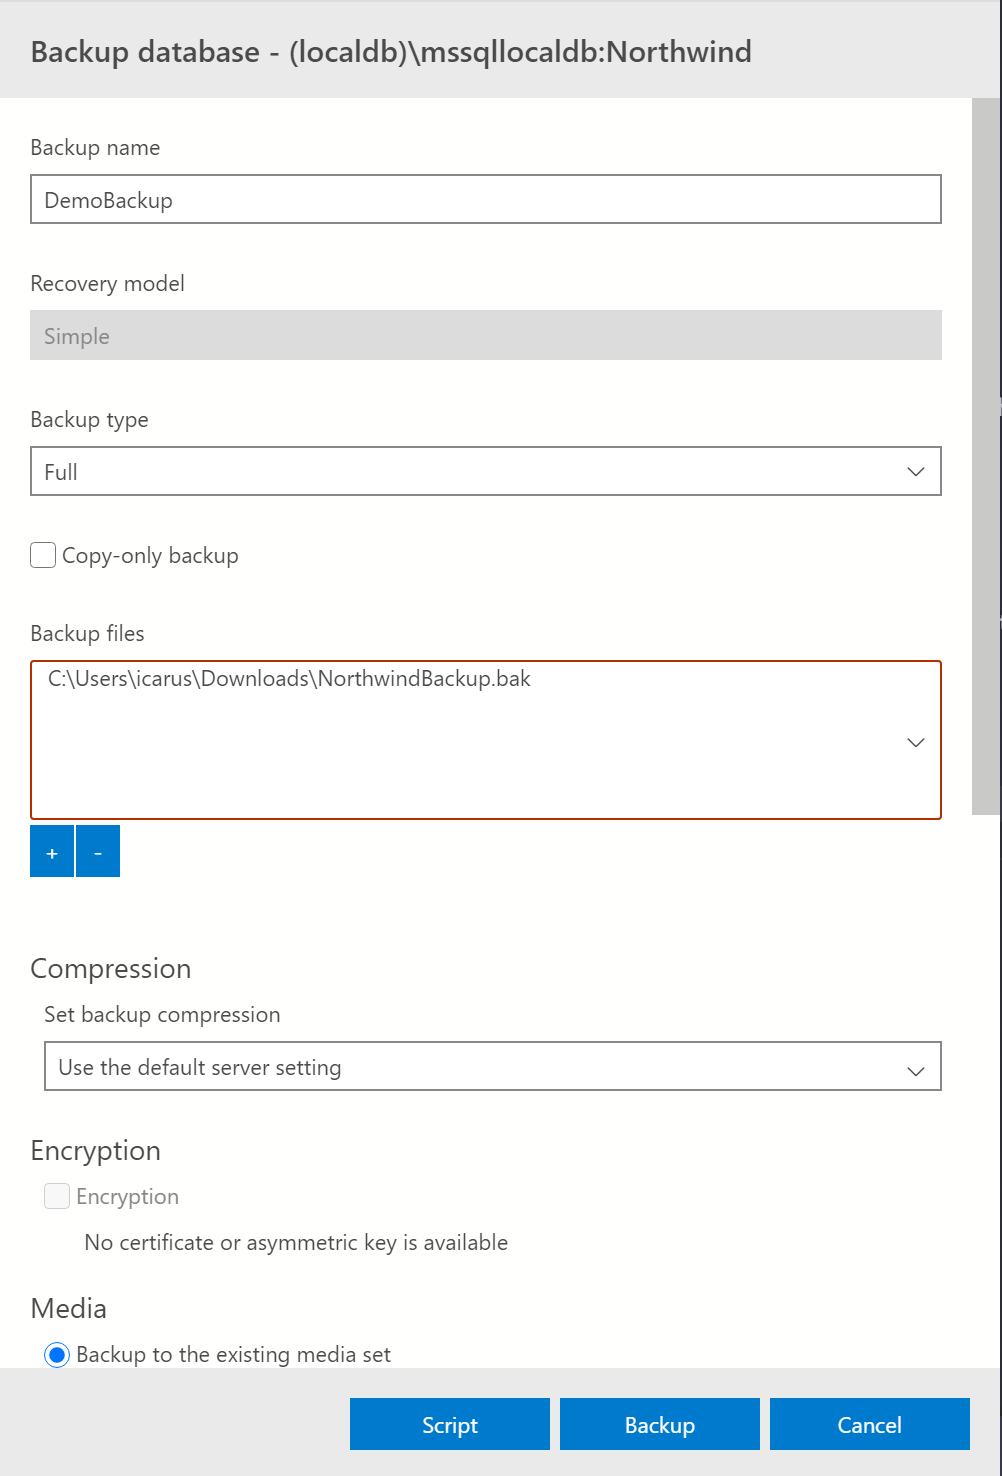 Backup database - (localdb)\mssqllocaldb:Northwind
Backup name
DemoBackup
Recovery model
Simple
Backup type
Full
Copy-only backup
Backup files
C:\Users\icarus\Downloads\NorthwindBackup.bak
+ -
Compression
Set backup compression
Use the default server setting
Encryption
Encryption
No certificate or asymmetric key is available
Media
Backup to the existing media set
Script Backup Cancel